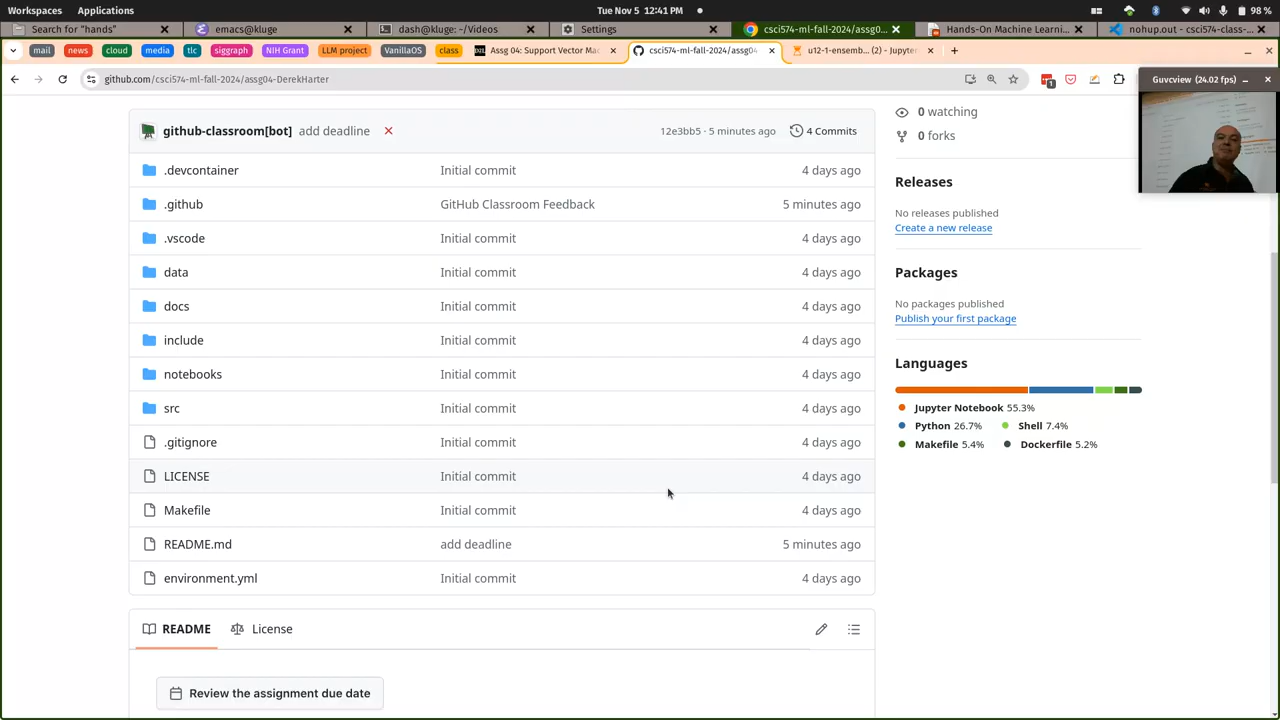 Workspaces Applications Tue Nov 5 12:41 PM 98 %
Search for "hands" emacs@kluge dash@kluge: ~/Videos Settings csci574-ml-fall-2024/assg0... Hands-On Machine Learni... nohup.out - csci574-class-...
mail news cloud media tlc siggraph NIH Grant LLM project VanillaOS class Assg 04: Support Vector Ma csci574-ml-fall-2024/assg04 u12-1-ensemb... (2) - Jupyte
github.com/csci574-ml-fall-2024/assg04-DerekHarter 1
Guvcview (24.02 fps)
github-classroom[bot] add deadline 12e3bb5 · 5 minutes ago 4 Commits
.devcontainer Initial commit 4 days ago
.github GitHub Classroom Feedback 5 minutes ago
.vscode Initial commit 4 days ago
data Initial commit 4 days ago
docs Initial commit 4 days ago
include Initial commit 4 days ago
notebooks Initial commit 4 days ago
src Initial commit 4 days ago
.gitignore Initial commit 4 days ago
LICENSE Initial commit 4 days ago
Makefile Initial commit 4 days ago
README.md add deadline 5 minutes ago
environment.yml Initial commit 4 days ago
README License
Review the assignment due date
0 watching
0 forks
Releases
No releases published
Create a new release
Packages
No packages published
Publish your first package
Languages
Jupyter Notebook 55.3%
Python 26.7% Shell 7.4%
Makefile 5.4% Dockerfile 5.2%